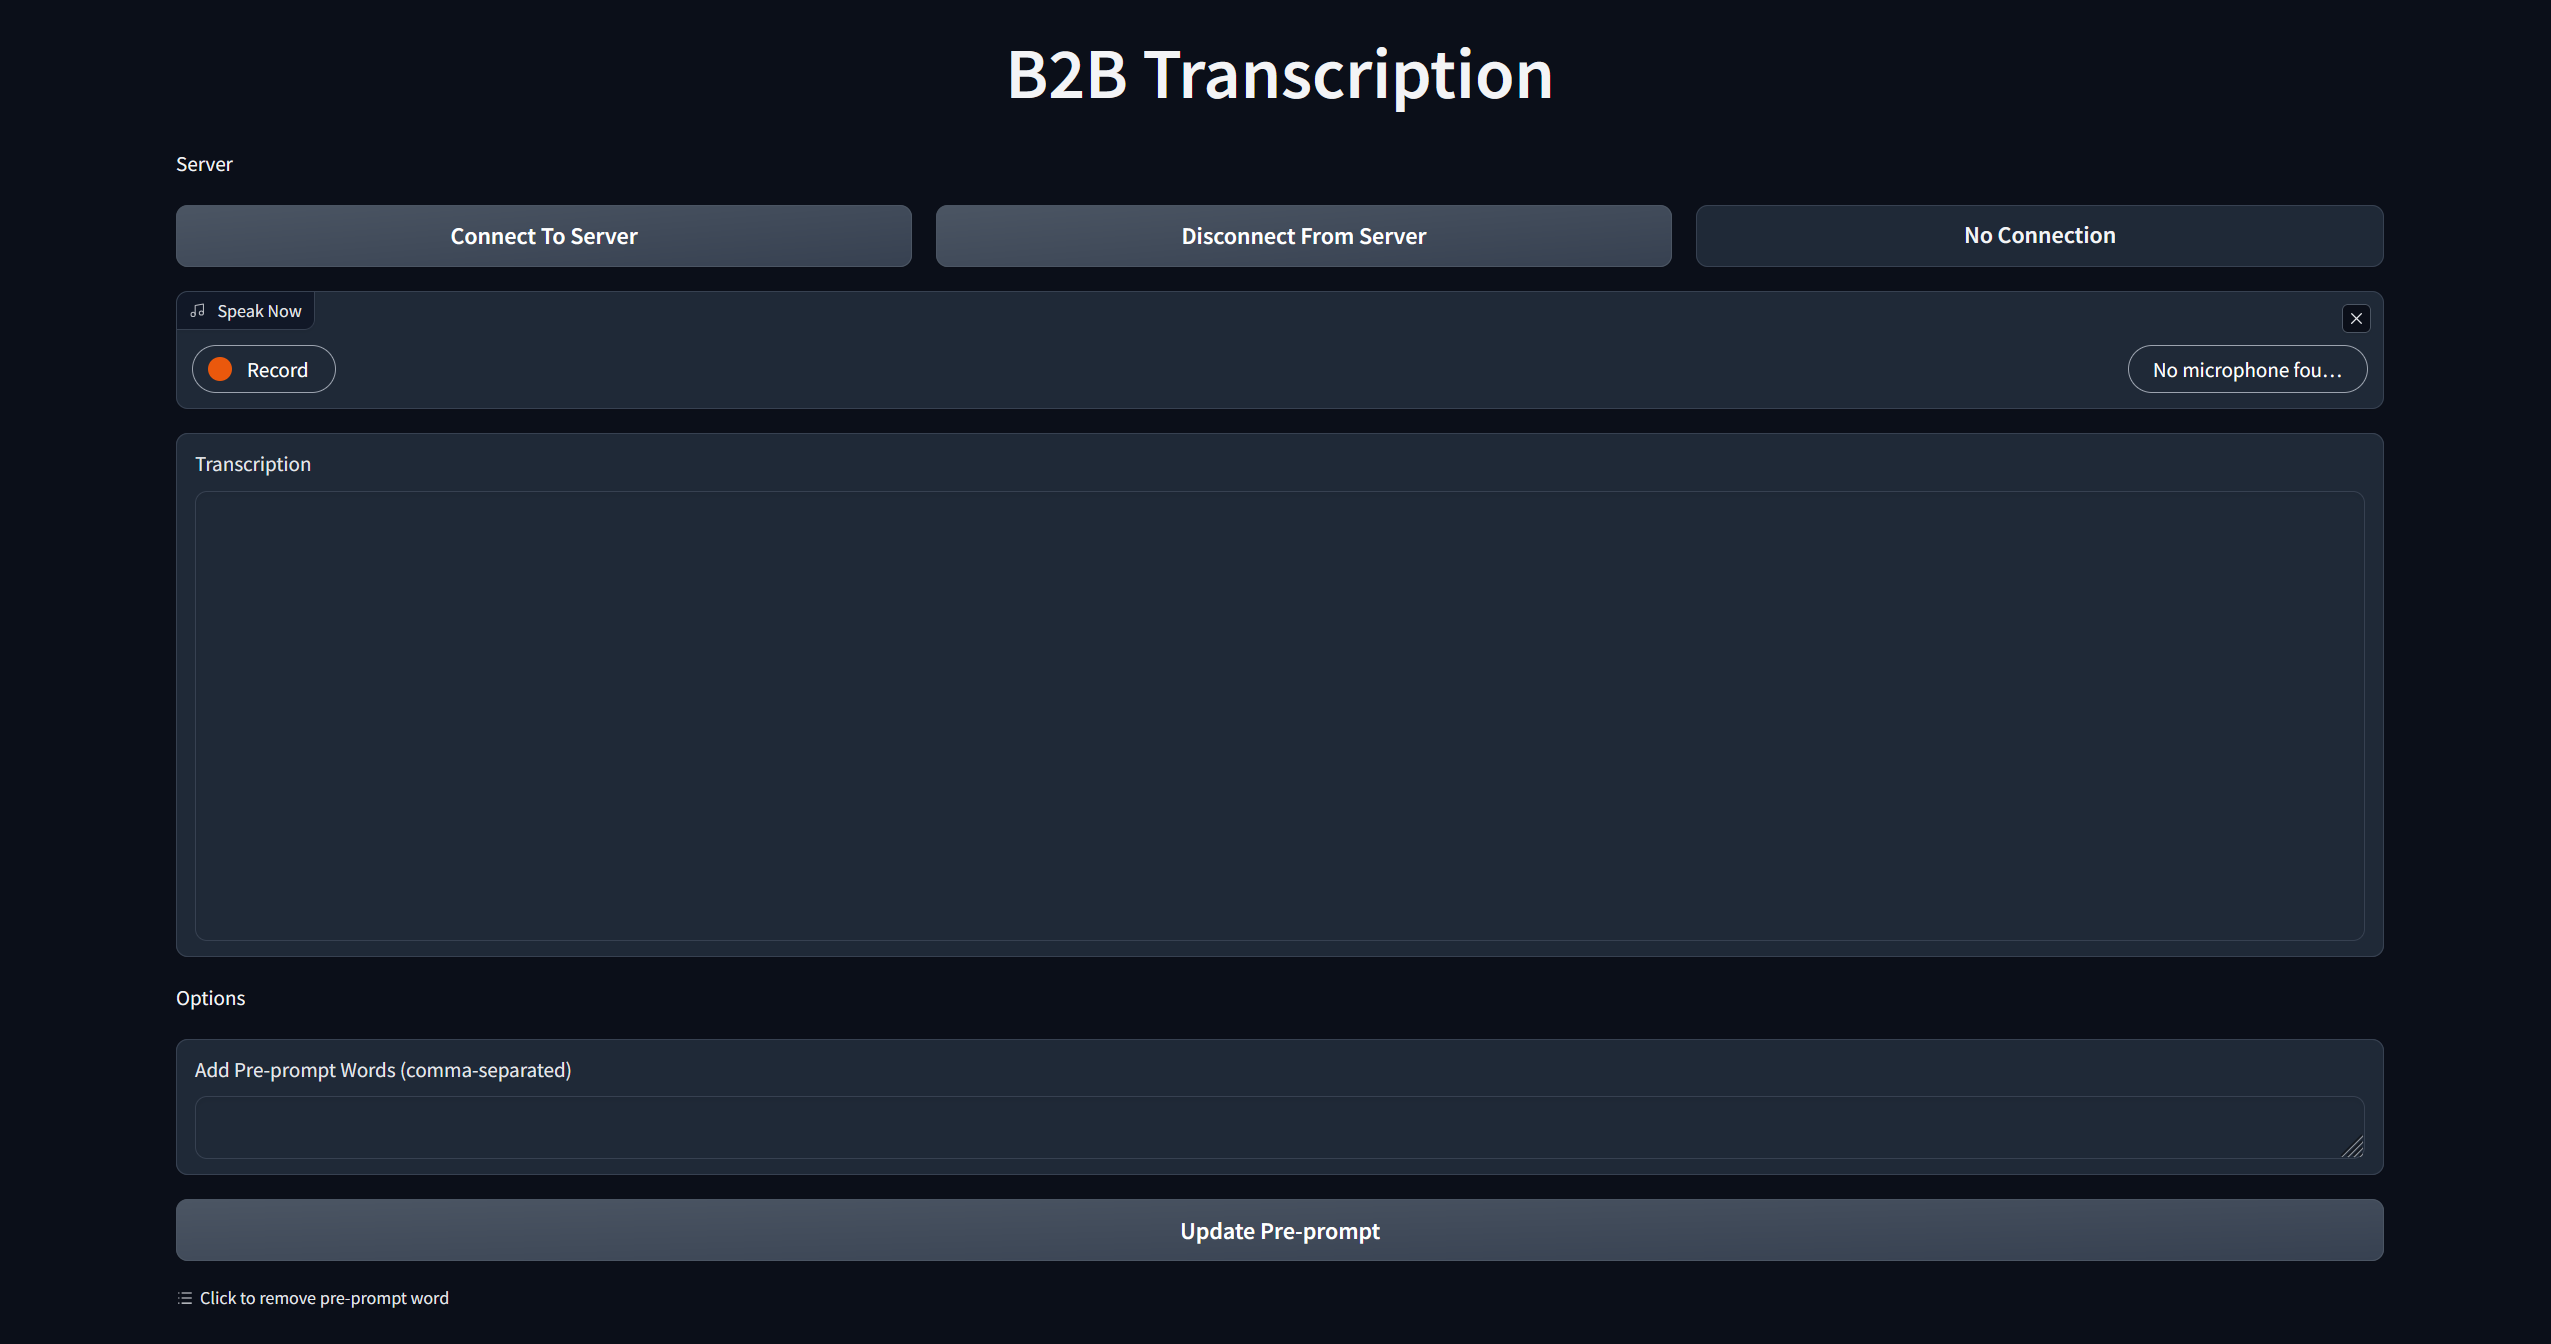 B2B Transcription
Server
Connect To Server
Disconnect From Server
No Connection
Speak Now
Record
No microphone fou...
Transcription
Options
Add Pre-prompt Words (comma-separated)
Update Pre-prompt
Click to remove pre-prompt word